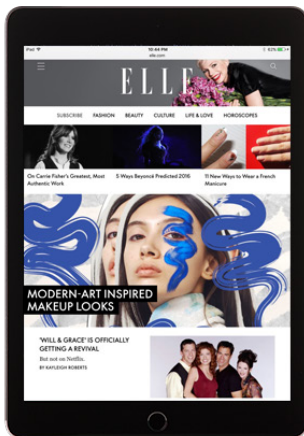 iPad
10:44 PM
92%
elle.com
ELLE
SUBSCRIBE FASHION BEAUTY CULTURE LIFE & LOVE HOROSCOPES
On Carrie Fisher's Greatest, Most
Authentic Work
5 Ways Beyoncé Predicted 2016
11 New Ways to Wear a French
Manicure
MODERN-ART INSPIRED
MAKEUP LOOKS
'WILL & GRACE' IS OFFICIALLY
GETTING A REVIVAL
But not on Netflix.
BY KAYLEIGH ROBERTS